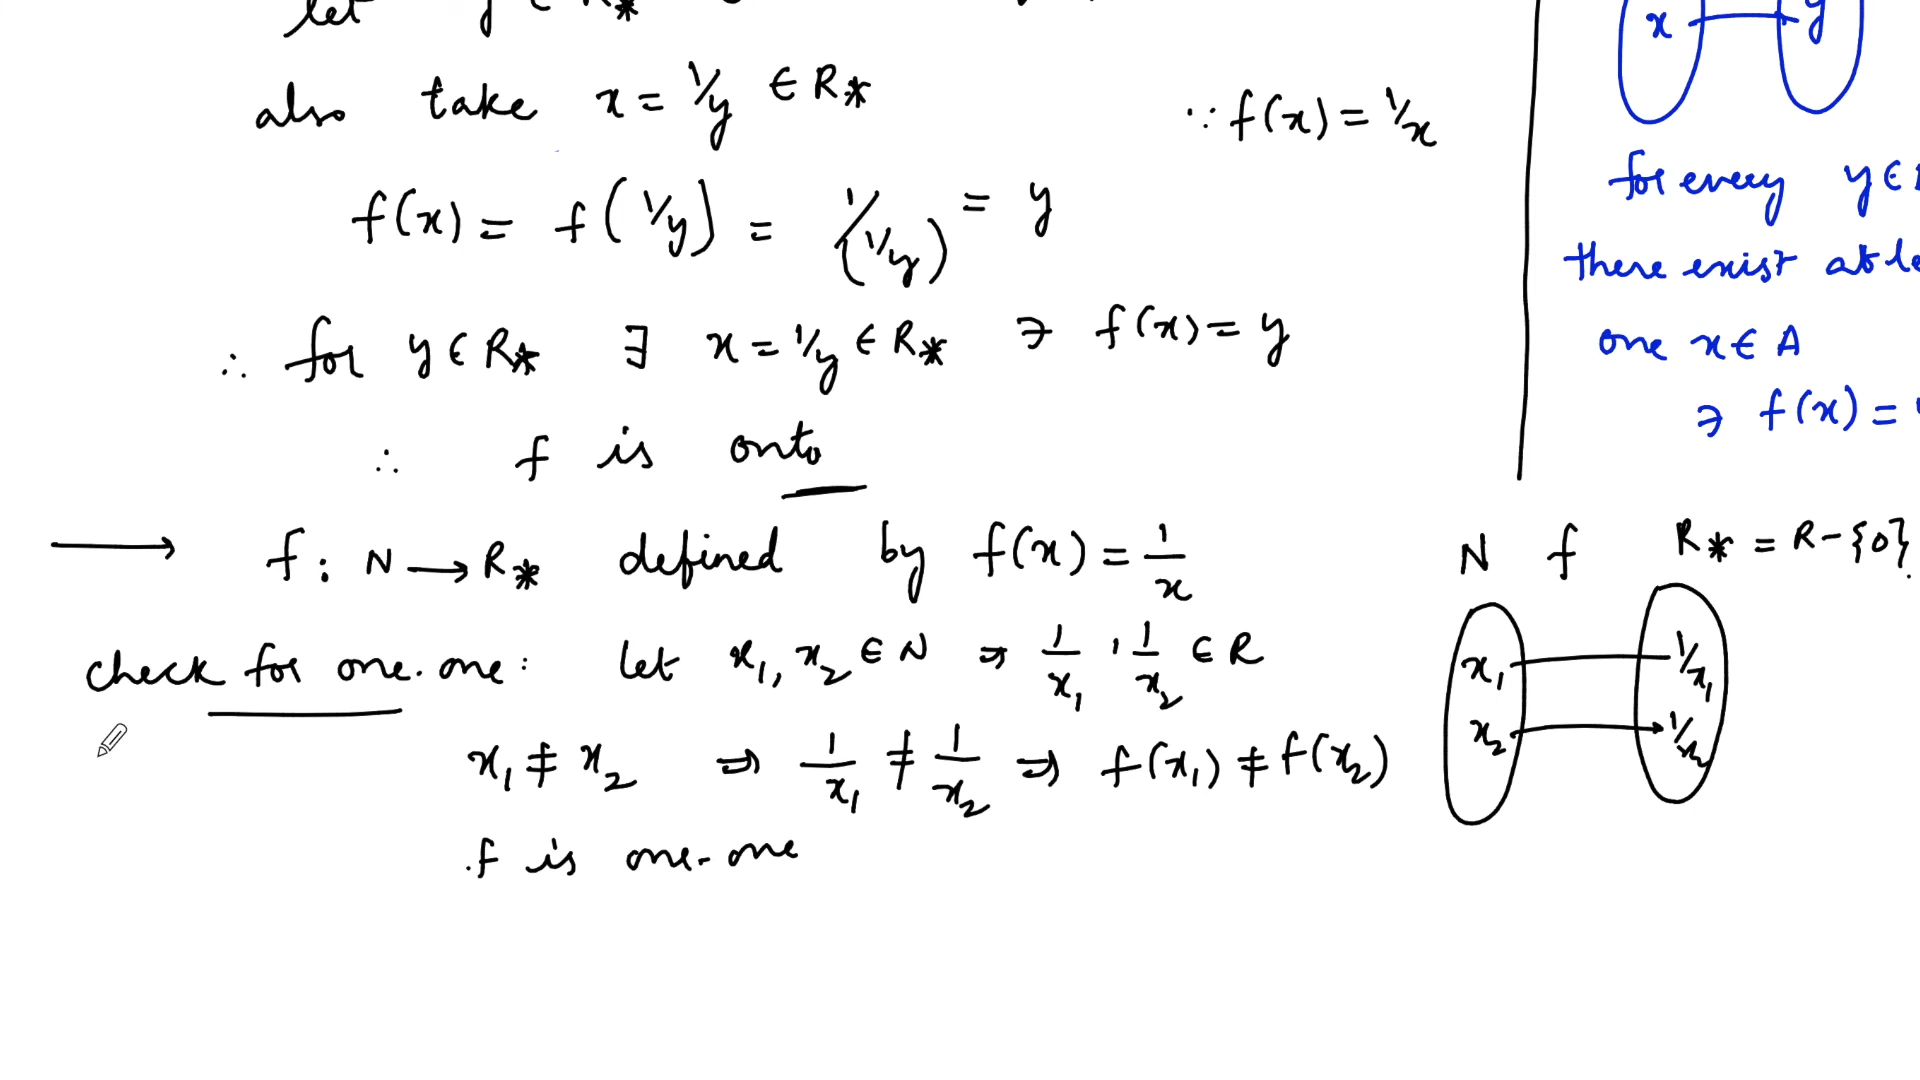 let y ∈ R*
also take x = 1/y ∈ R*
∵ f(x) = 1/x
f(x) = f(1/y) = 1/(1/y) = y
∴ for y ∈ R* ∃ x = 1/y ∈ R* ∋ f(x) = y
∴ f is onto
x y
for every y ∈
there exist at le
one x ∈ A
∋ f(x) =
⟶ f : N ⟶ R* defined by f(x) = 1/x
check for one-one : let x₁, x₂ ∈ N ⇒ 1/x₁ , 1/x₂ ∈ R
x₁ ≠ x₂ ⇒ 1/x₁ ≠ 1/x₂ ⇒ f(x₁) ≠ f(x₂)
.f is one-one
N f R* = R-{0}.
x₁ 1/x₁
x₂ 1/x₂